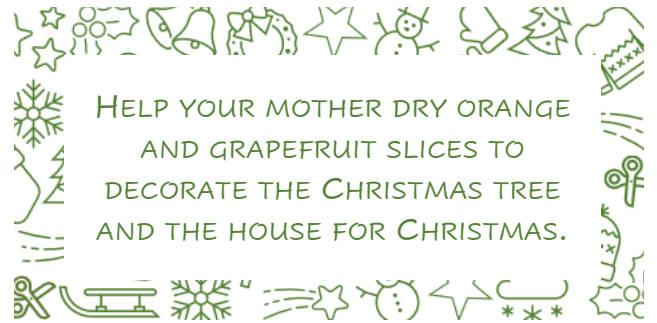 Help your mother dry orange
and grapefruit slices to
decorate the Christmas tree
and the house for Christmas.